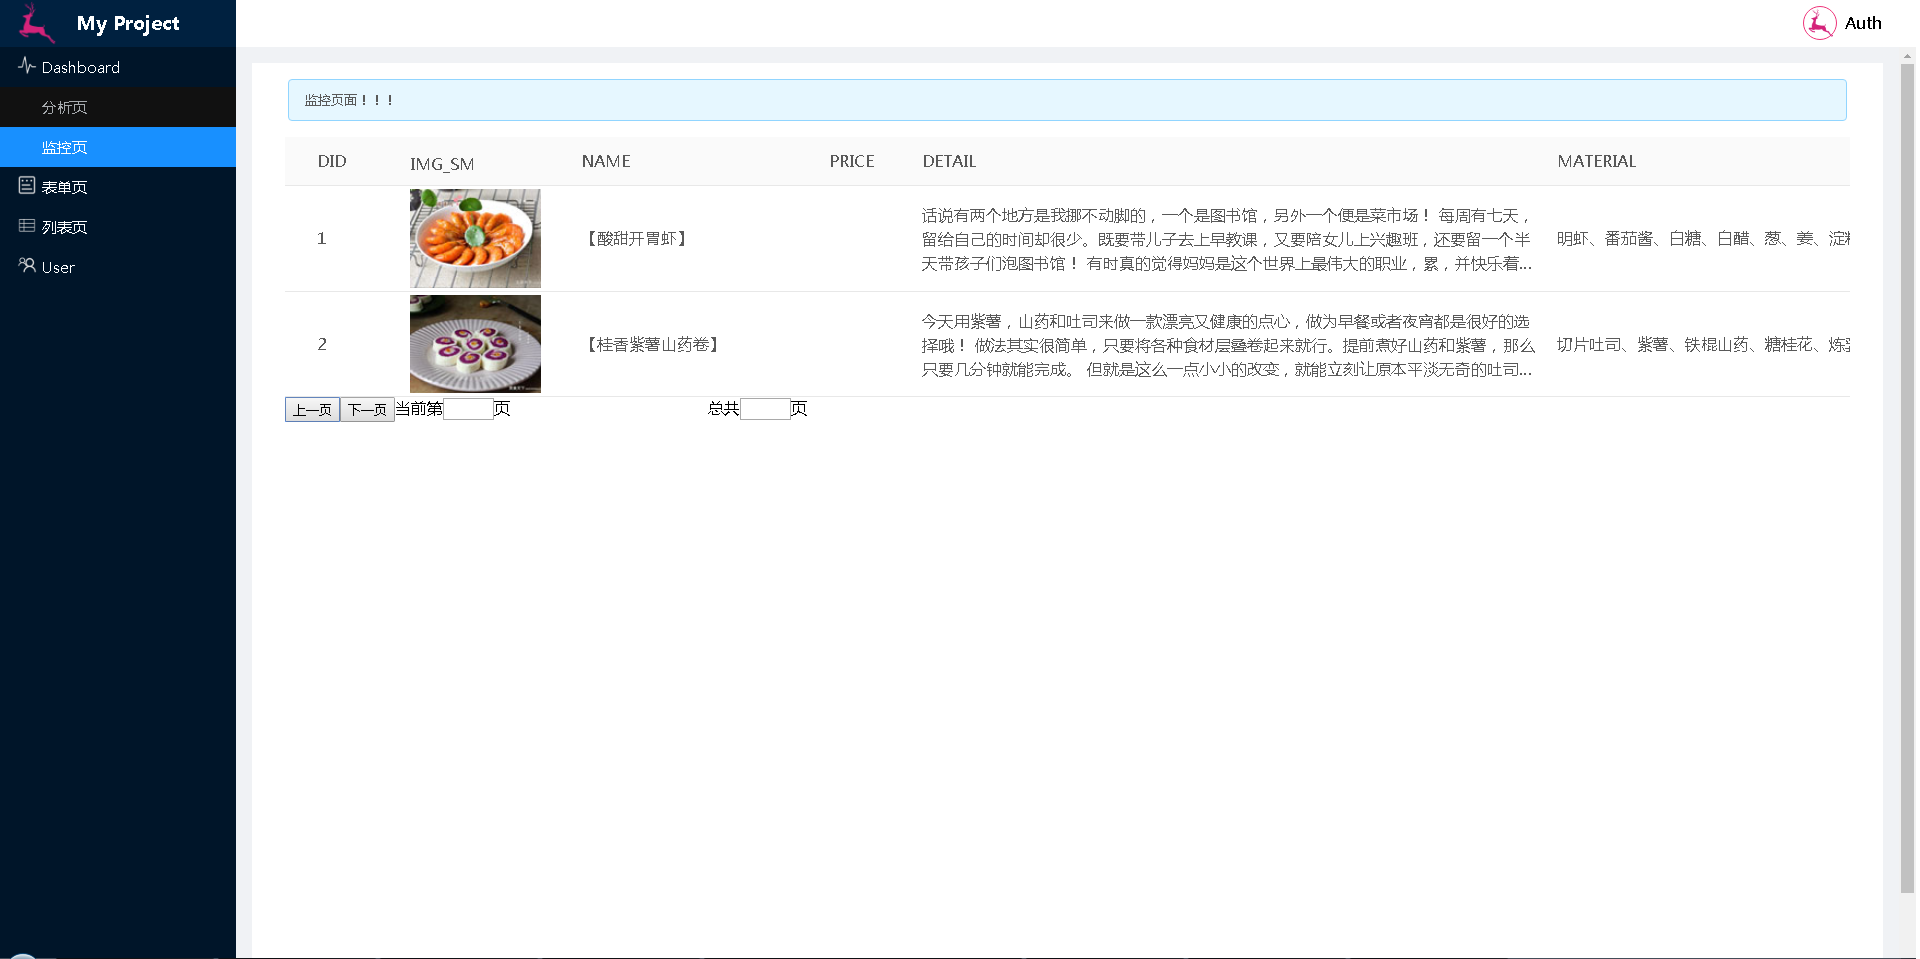 My Project
Auth
Dashboard
分析页
监控页
表单页
列表页
User
监控页面！！！
DID
IMG_SM
NAME
PRICE
DETAIL
MATERIAL
1
【酸甜开胃虾】
话说有两个地方是我挪不动脚的，一个是图书馆，另外一个便是菜市场！ 每周有七天，
留给自己的时间却很少。既要带儿子去上早教课，又要陪女儿上兴趣班，还要留一个半
天带孩子们泡图书馆！ 有时真的觉得妈妈是这个世界上最伟大的职业，累，并快乐着...
明虾、番茄酱、白糖、白醋、葱、姜、淀
2
【桂香紫薯山药卷】
今天用紫薯，山药和吐司来做一款漂亮又健康的点心，做为早餐或者夜宵都是很好的选
择哦！ 做法其实很简单，只要将各种食材层叠卷起来就行。提前煮好山药和紫薯，那么
只要几分钟就能完成。 但就是这么一点小小的改变，就能立刻让原本平淡无奇的吐司...
切片吐司、紫薯、铁棍山药、糖桂花、炼
上一页 下一页 当前第 页 总共 页